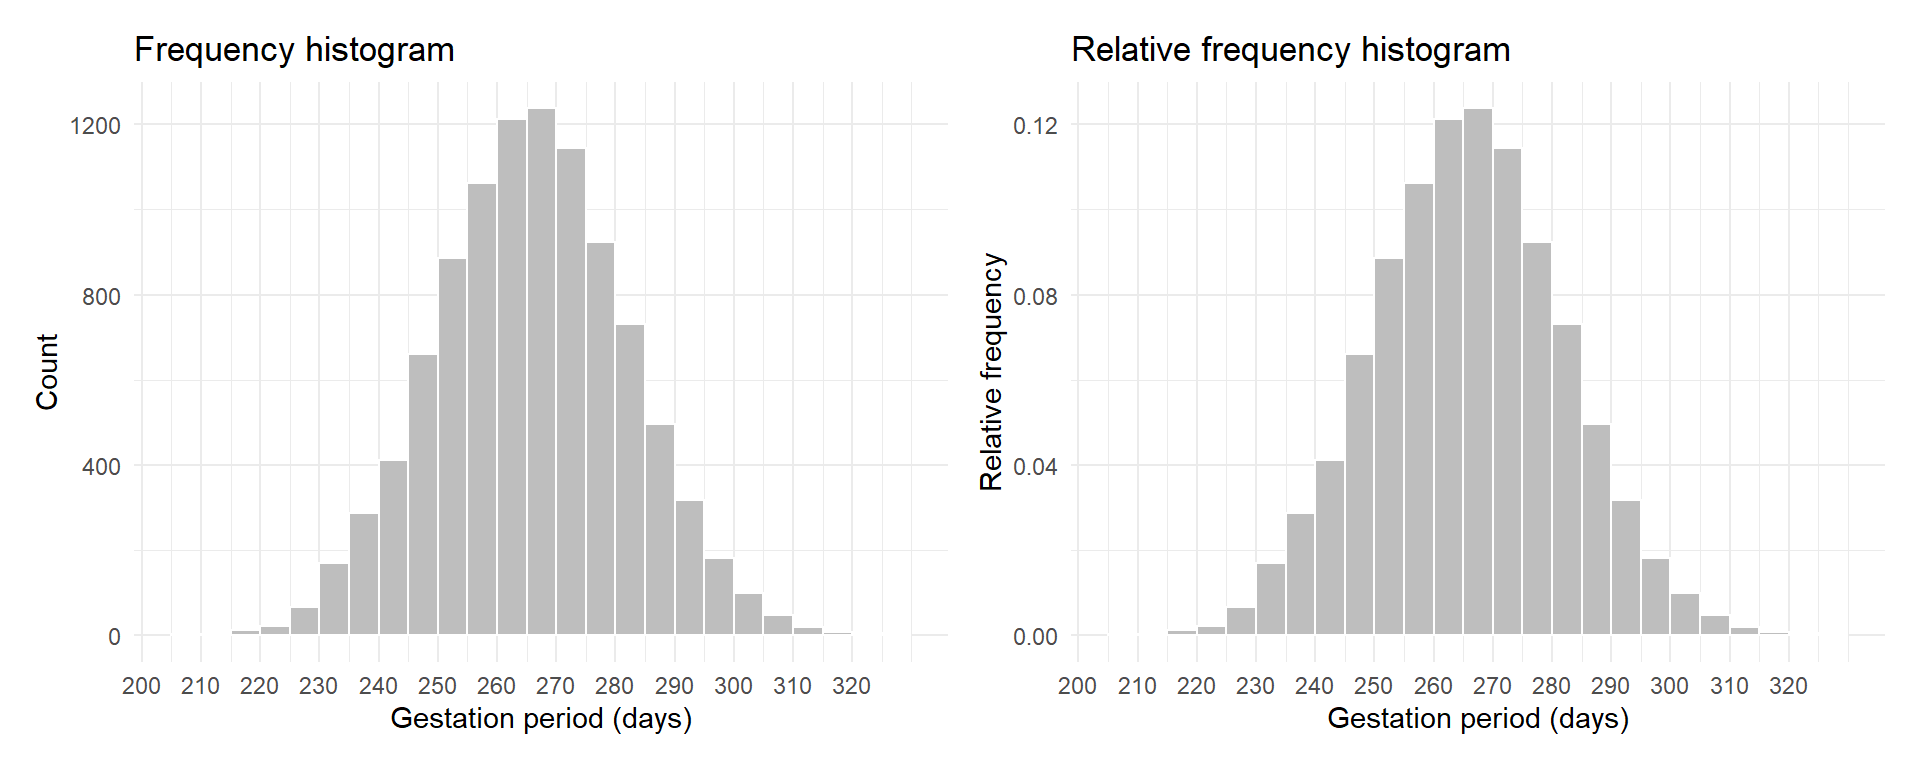 Frequency histogram
1200
800
400
0
Count
200 210 220 230 240 250 260 270 280 290 300 310 320
Gestation period (days)
Relative frequency histogram
0.12
0.08
0.04
0.00
Relative frequency
200 210 220 230 240 250 260 270 280 290 300 310 320
Gestation period (days)